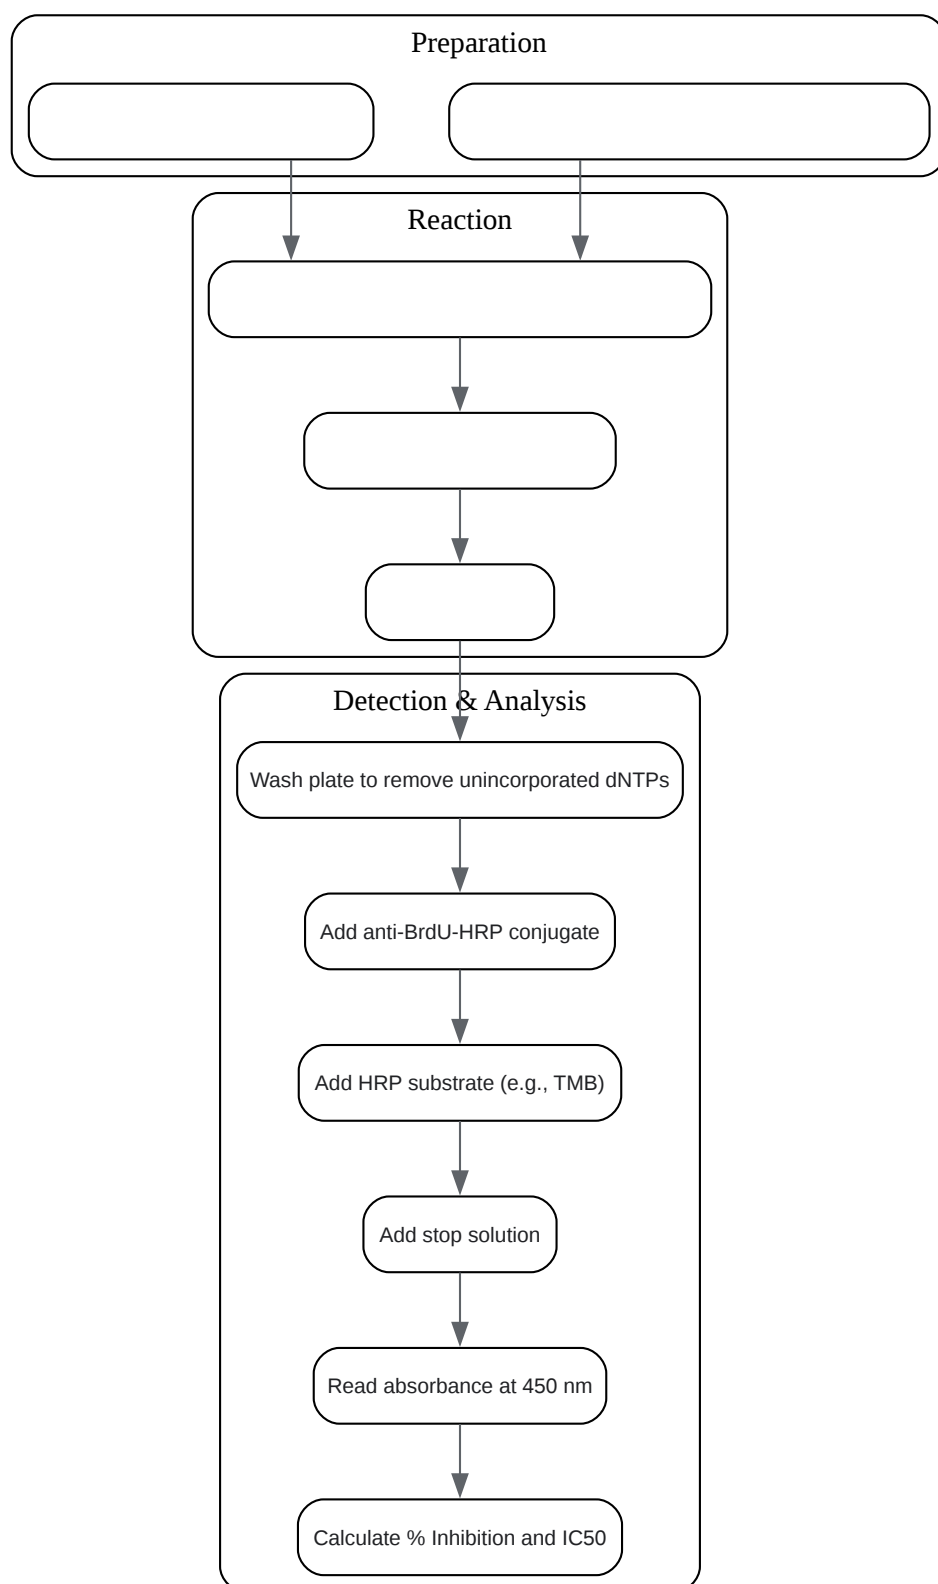 Preparation
Reaction
Detection & Analysis
Wash plate to remove unincorporated dNTPs
Add anti-BrdU-HRP conjugate
Add HRP substrate (e.g., TMB)
Add stop solution
Read absorbance at 450 nm
Calculate % Inhibition and IC50